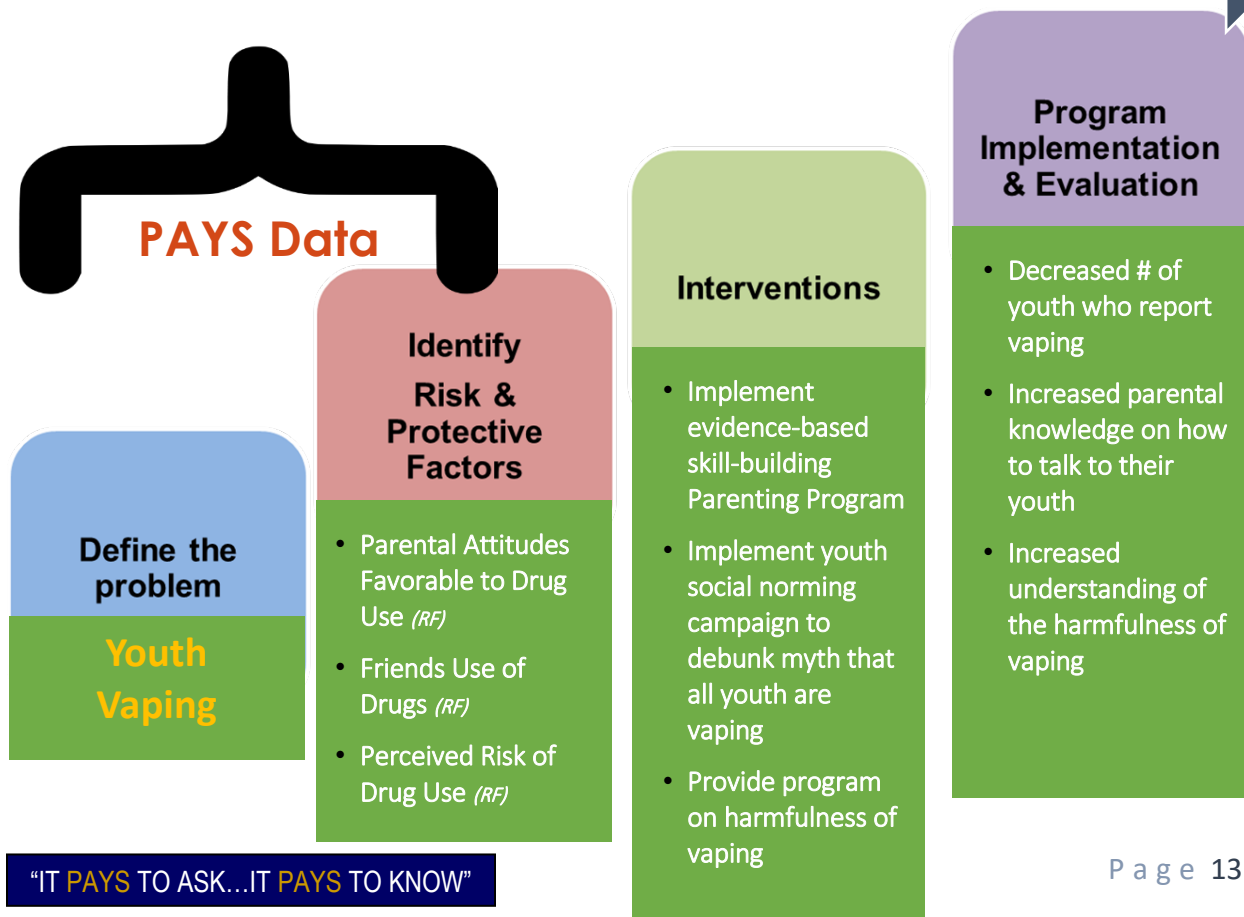 PAYS Data
Define the
problem
Youth
Vaping
Identify
Risk &
Protective
Factors
• Parental Attitudes
Favorable to Drug
Use (RF)
• Friends Use of
Drugs (RF)
• Perceived Risk of
Drug Use (RF)
Interventions
• Implement
evidence-based
skill-building
Parenting Program
• Implement youth
social norming
campaign to
debunk myth that
all youth are
vaping
• Provide program
on harmfulness of
vaping
Program
Implementation
& Evaluation
• Decreased # of
youth who report
vaping
• Increased parental
knowledge on how
to talk to their
youth
• Increased
understanding of
the harmfulness of
vaping
“IT PAYS TO ASK…IT PAYS TO KNOW”
Page 13